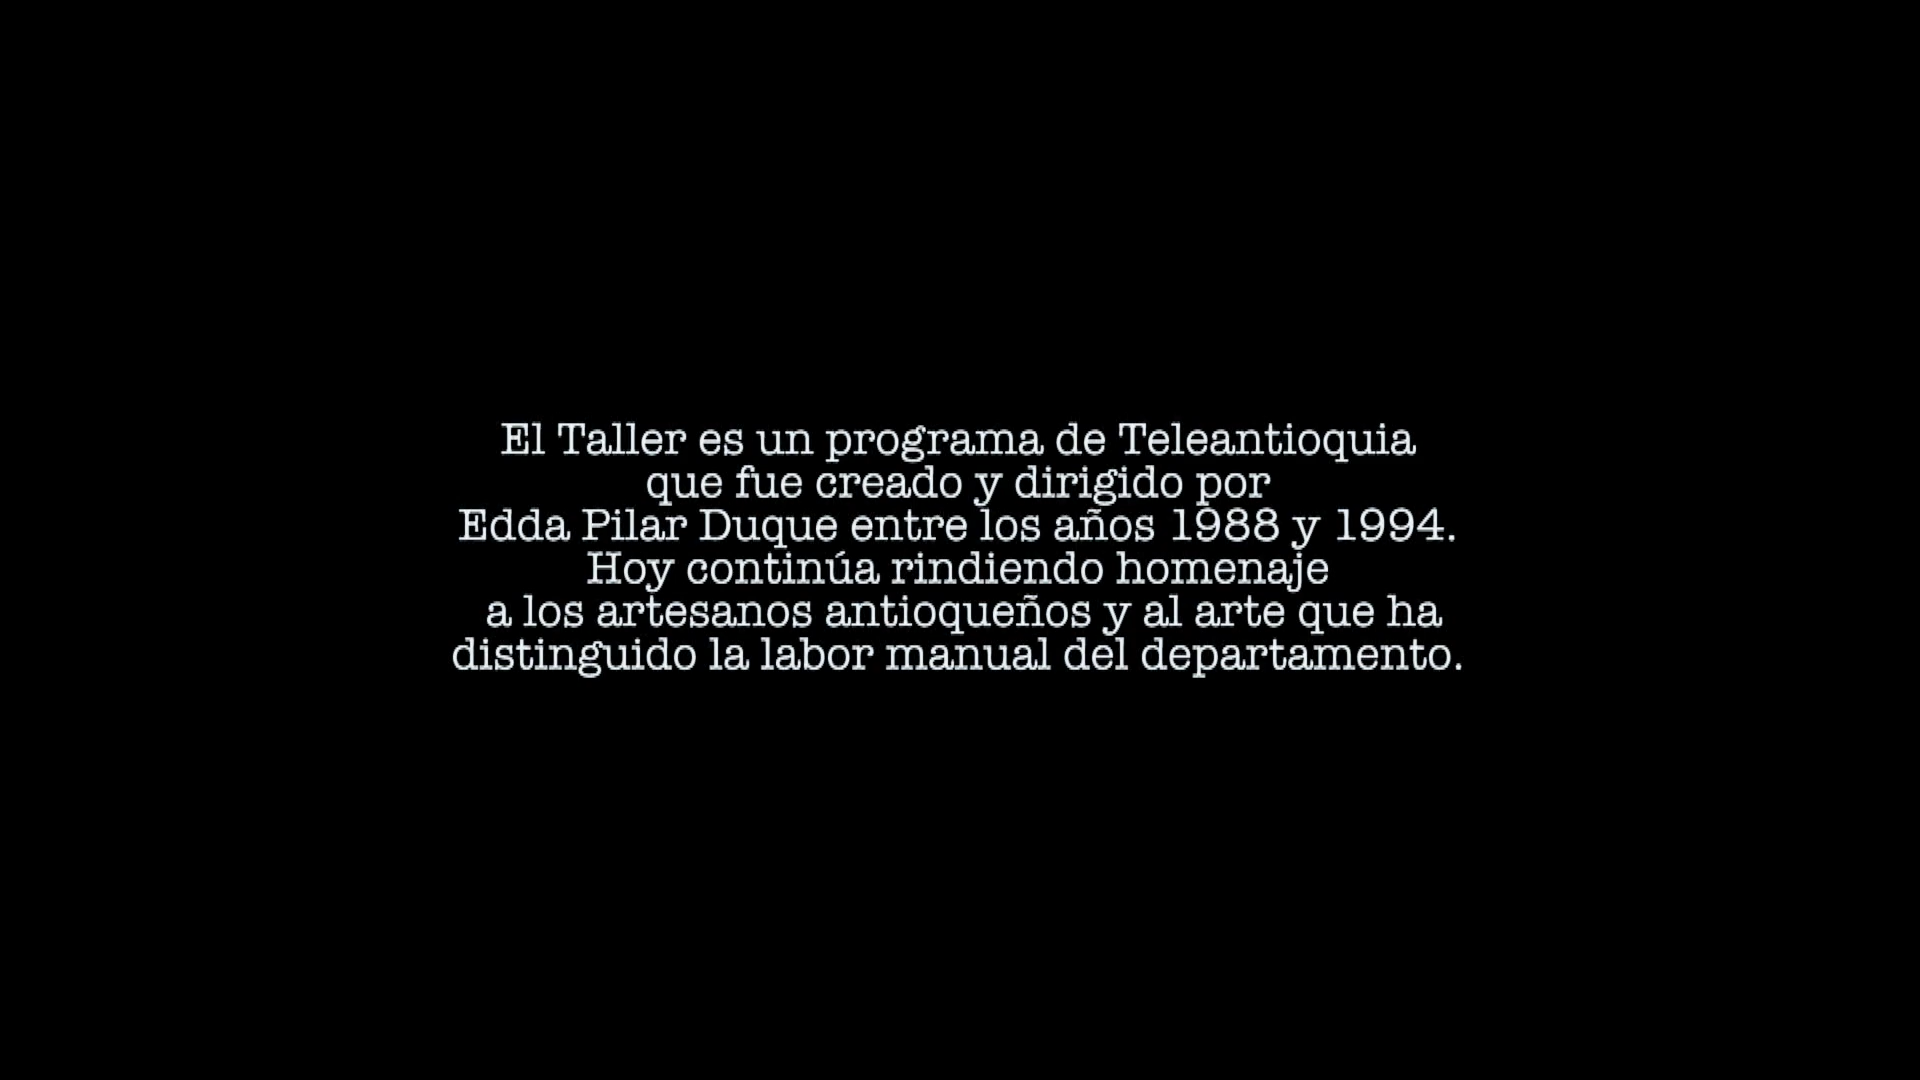 El Taller es un programa de Teleantioquia
que fue creado y dirigido por
Edda Pilar Duque entre los años 1988 y 1994.
Hoy continúa rindiendo homenaje
a los artesanos antioqueños y al arte que ha
distinguido la labor manual del departamento.